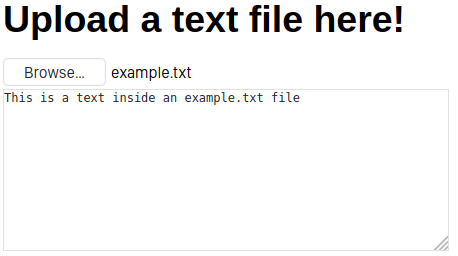 Upload a text file here!
Browse... example.txt
This is a text inside an example.txt file